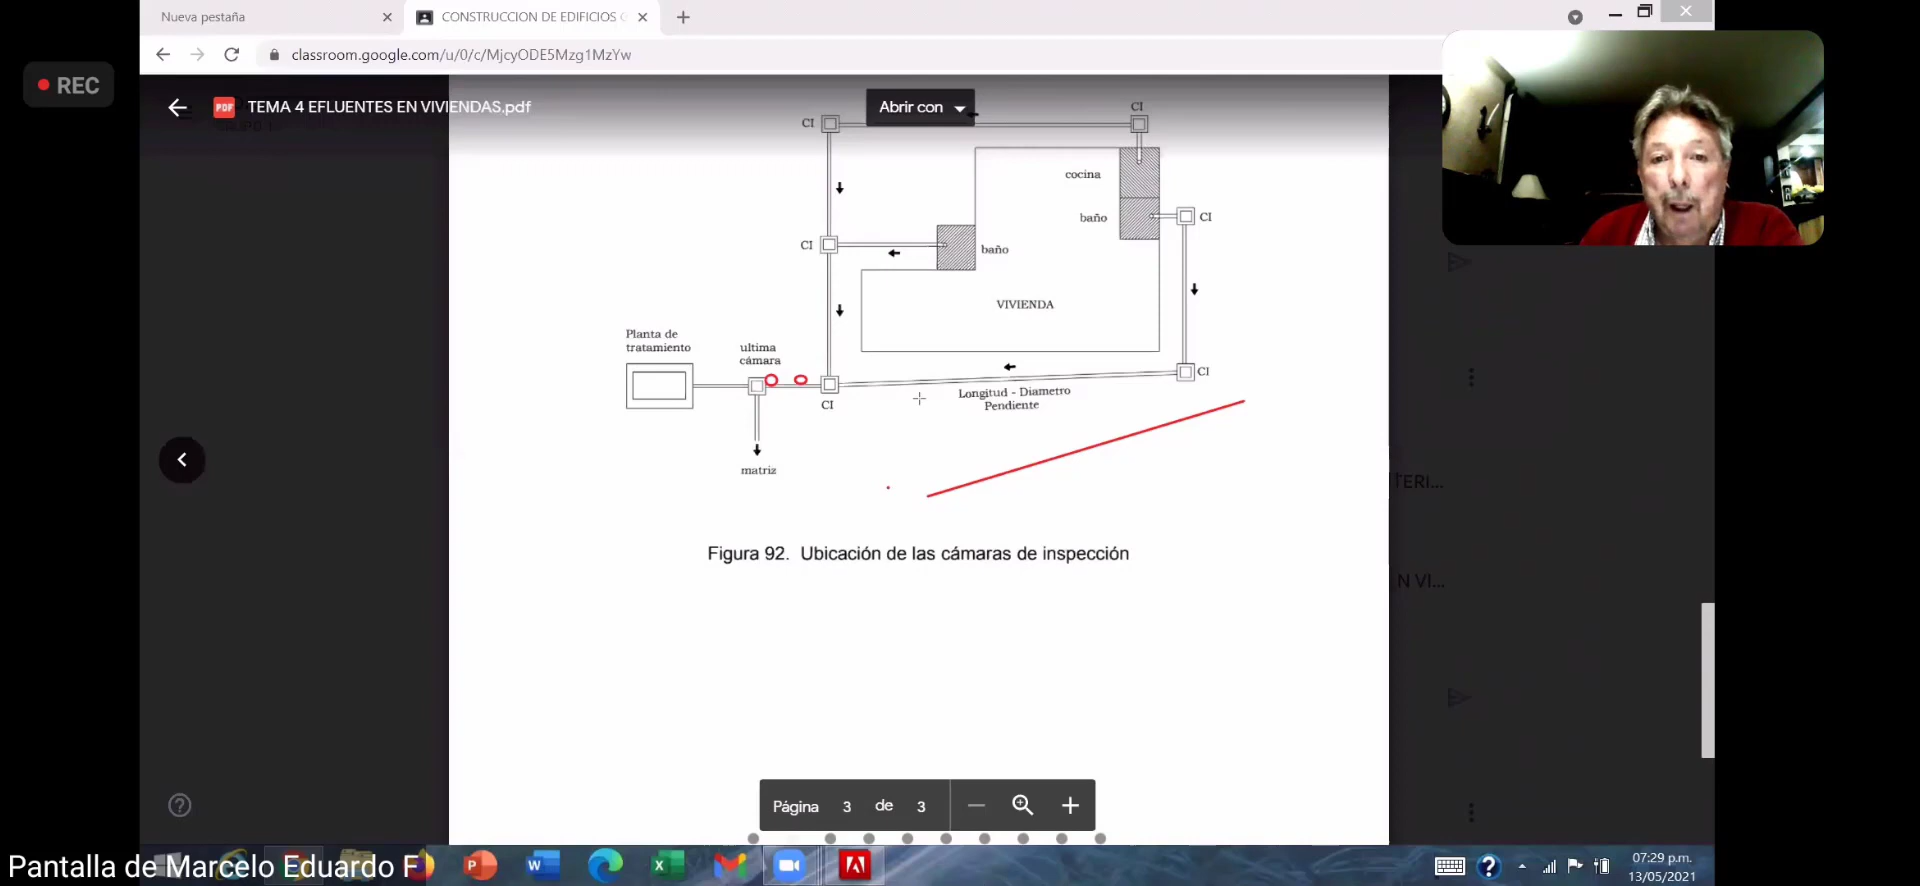 Nueva pestaña
CONSTRUCCION DE EDIFICIOS
classroom.google.com/u/0/c/MjcyODE5Mzg1MzYw
REC
PDF
TEMA 4 EFLUENTES EN VIVIENDAS.pdf
Abrir con
CI
CI
cocina
baño
CI
CI
baño
VIVIENDA
Planta de
tratamiento
ultima
cámara
CI
CI
Longitud - Diametro
Pendiente
matriz
TERI...
Figura 92. Ubicación de las cámaras de inspección
N VI...
Página 3 de 3
Pantalla de Marcelo Eduardo F
07:29 p.m.
13/05/2021